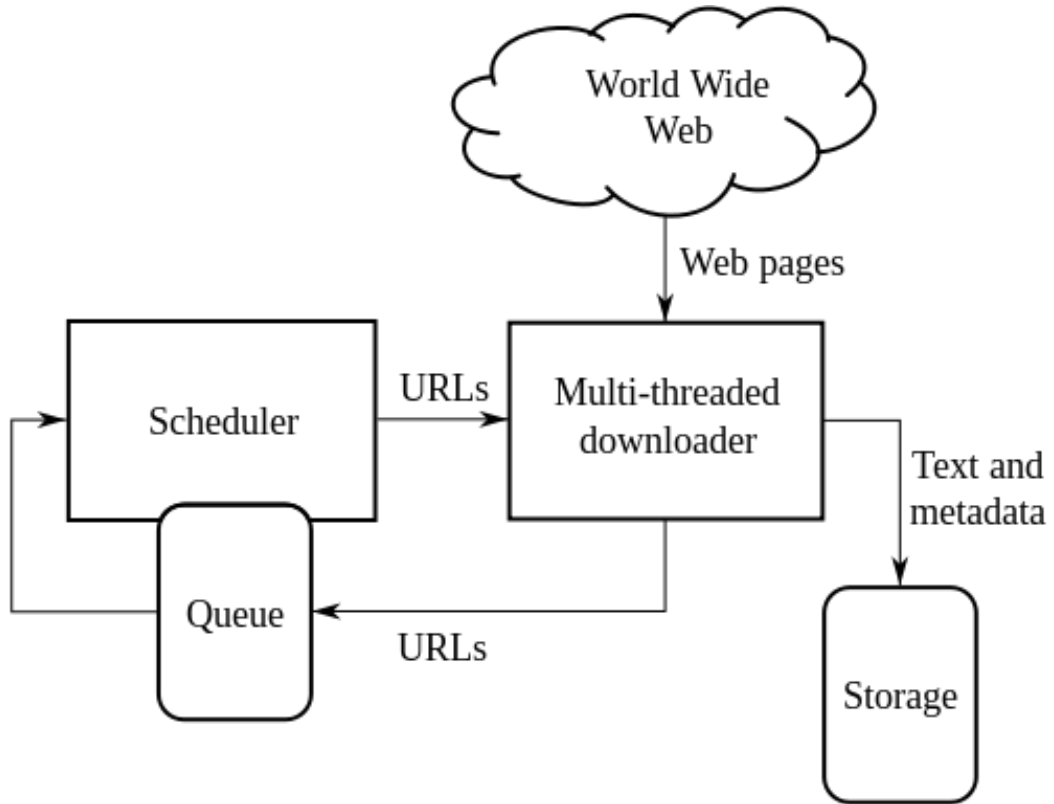 World Wide
Web
Web pages
URLs
Multi-threaded
downloader
Scheduler
Text and
metadata
Queue
URLs
Storage